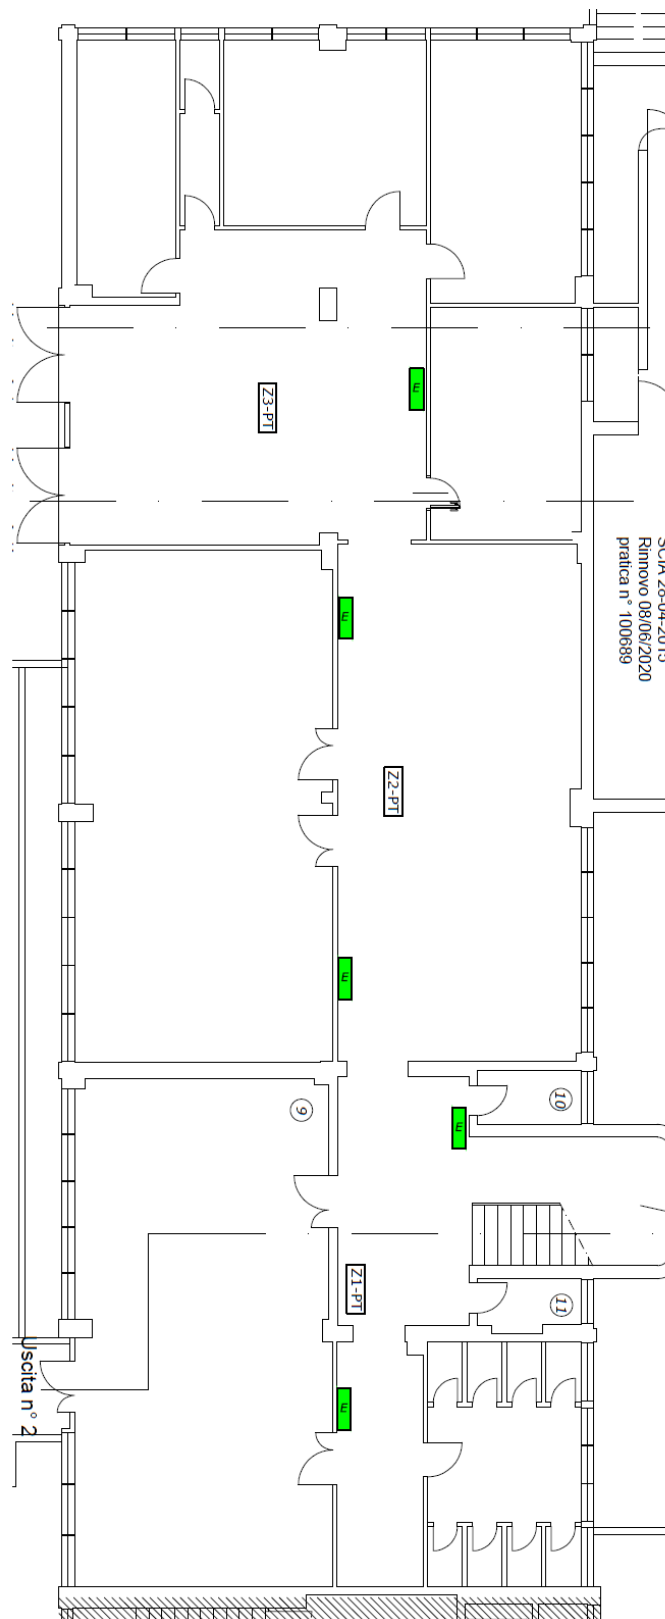 E
Z3-PT
SCIA 28-04-2015
Rinnovo 08/06/2020
pratica n° 100689
E
Z2-PT
E
9
10
E
Z1-PT
11
Uscita n° 2
E